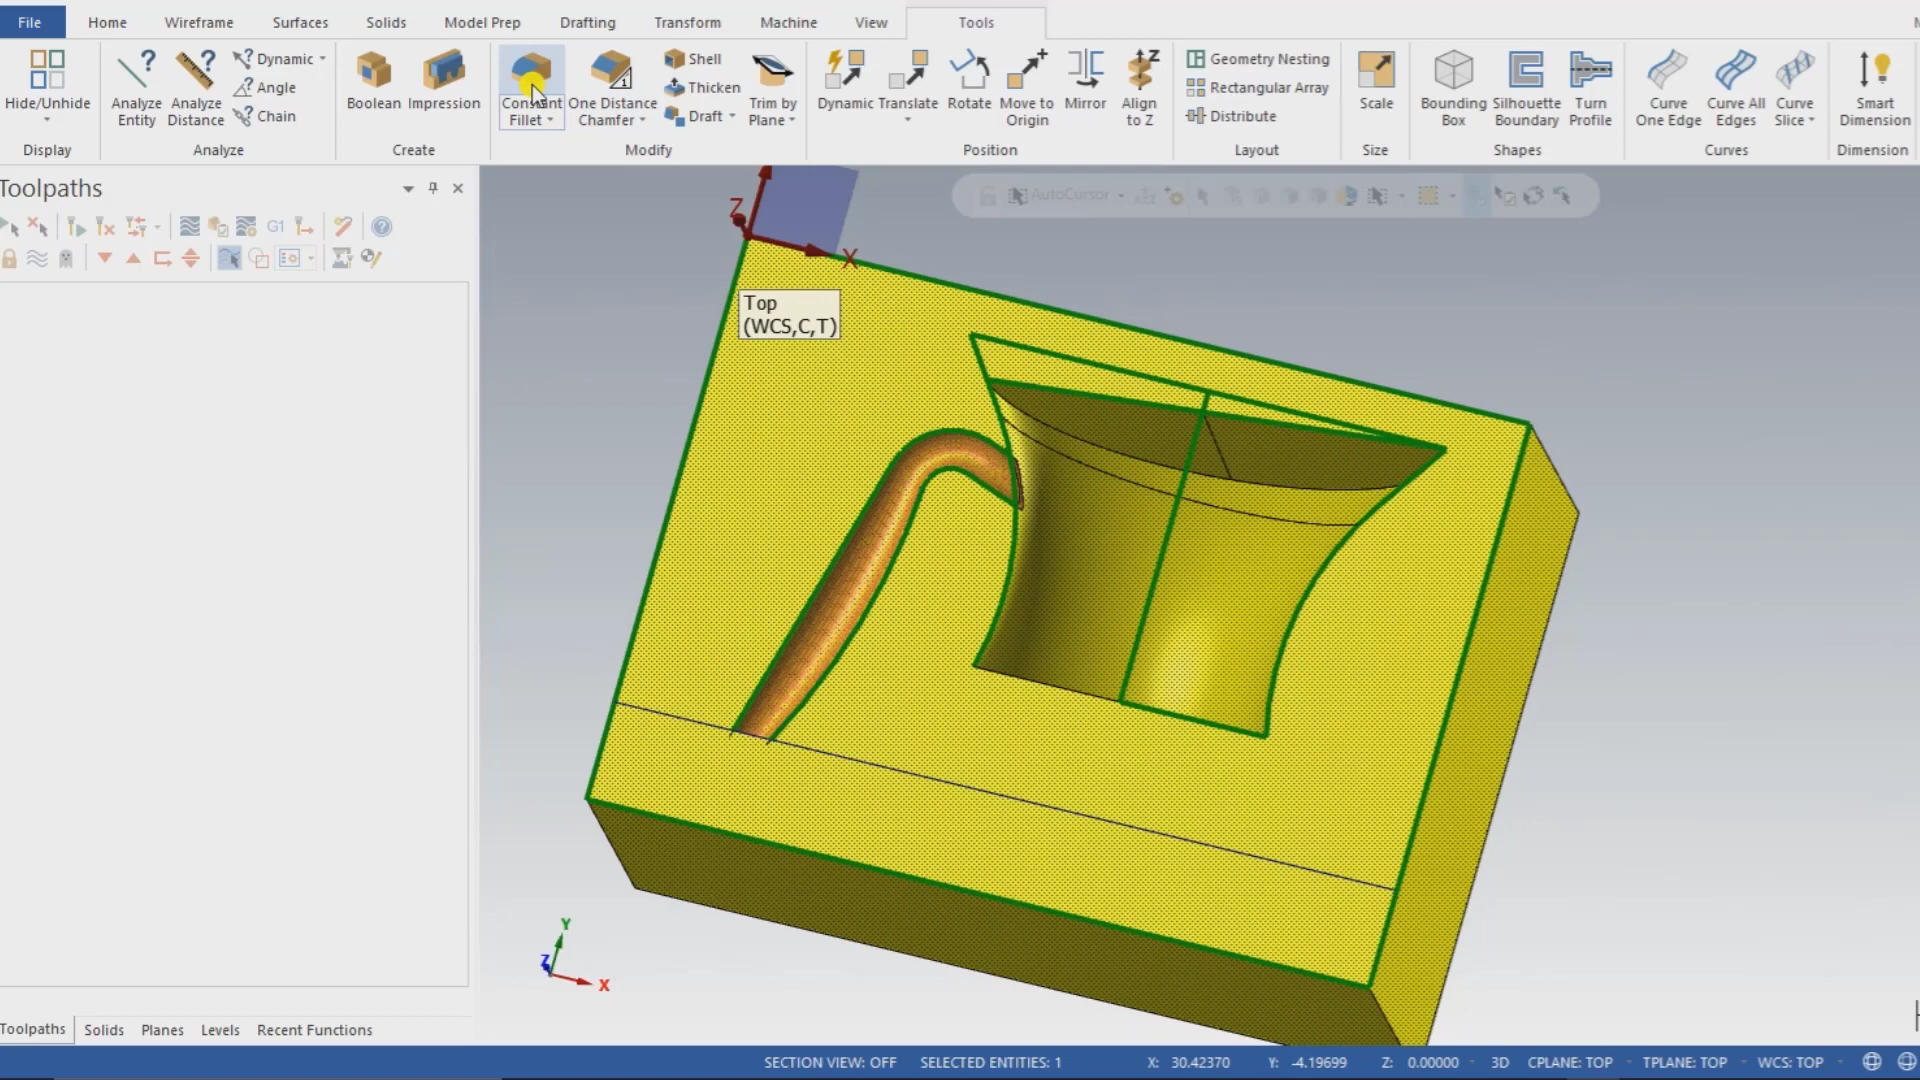 File Home Wireframe Surfaces Solids Model Prep Drafting Transform Machine View Tools
Hide/Unhide
Display
Analyze Entity
Analyze Distance
Dynamic
Angle
Chain
Analyze
Boolean
Impression
Create
Constant Fillet
One Distance Chamfer
Shell
Thicken
Draft
Trim by Plane
Modify
Dynamic
Translate
Rotate
Move to Origin
Mirror
Align to Z
Position
Geometry Nesting
Rectangular Array
Distribute
Layout
Scale
Size
Bounding Box
Silhouette Boundary
Turn Profile
Shapes
Curve One Edge
Curve All Edges
Curve Slice
Curves
Smart Dimension
Dimension
Toolpaths
G1
AutoCursor
Z
X
Top
(WCS,C,T)
Y
Z
X
Toolpaths Solids Planes Levels Recent Functions
SECTION VIEW: OFF SELECTED ENTITIES: 1 X: 30.42370 Y: -4.19699 Z: 0.00000 3D CPLANE: TOP TPLANE: TOP WCS: TOP